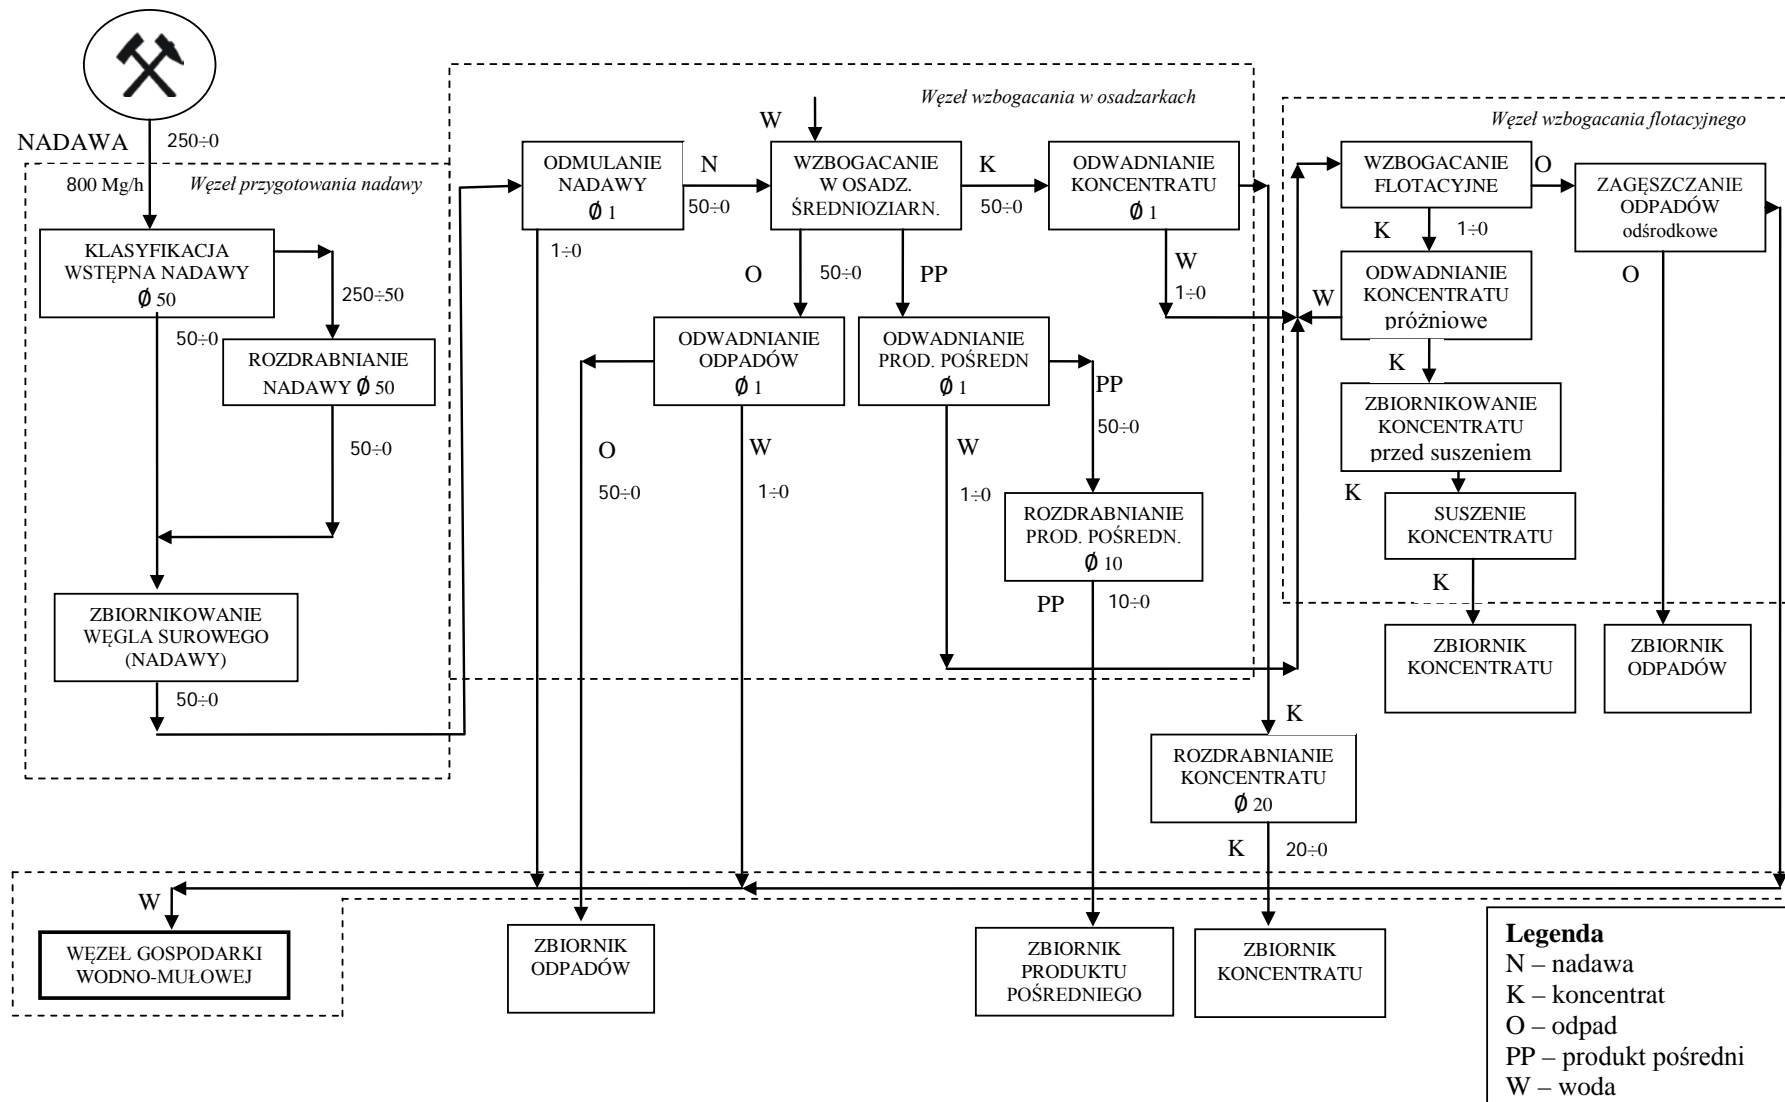 NADAWA
250÷0
800 Mg/h
Węzeł przygotowania nadawy
KLASYFIKACJA
WSTĘPNA NADAWY
Ø 50
250÷50
50÷0
ROZDRABNIANIE
NADAWY Ø 50
50÷0
ZBIORNIKOWANIE
WĘGLA SUROWEGO
(NADAWY)
50÷0
Węzeł wzbogacania w osadzarkach
W
ODMULANIE
NADAWY
Ø 1
N
50÷0
1÷0
WZBOGACANIE
W OSADZ.
ŚREDNIOZIARN.
K
50÷0
ODWADNIANIE
KONCENTRATU
Ø 1
O
50÷0
PP
W
1÷0
ODWADNIANIE
ODPADÓW
Ø 1
ODWADNIANIE
PROD. POŚREDN
Ø 1
O
50÷0
W
1÷0
W
1÷0
PP
50÷0
ROZDRABNIANIE
PROD. POŚREDN.
Ø 10
PP
10÷0
K
ROZDRABNIANIE
KONCENTRATU
Ø 20
K
20÷0
Węzeł wzbogacania flotacyjnego
WZBOGACANIE
FLOTACYJNE
O
ZAGĘSZCZANIE
ODPADÓW
odśrodkowe
K
1÷0
O
ODWADNIANIE
KONCENTRATU
próżniowe
W
K
ZBIORNIKOWANIE
KONCENTRATU
przed suszeniem
K
SUSZENIE
KONCENTRATU
K
ZBIORNIK
KONCENTRATU
ZBIORNIK
ODPADÓW
W
WĘZEŁ GOSPODARKI
WODNO-MUŁOWEJ
ZBIORNIK
ODPADÓW
ZBIORNIK
PRODUKTU
POŚREDNIEGO
ZBIORNIK
KONCENTRATU
Legenda
N – nadawa
K – koncentrat
O – odpad
PP – produkt pośredni
W – woda